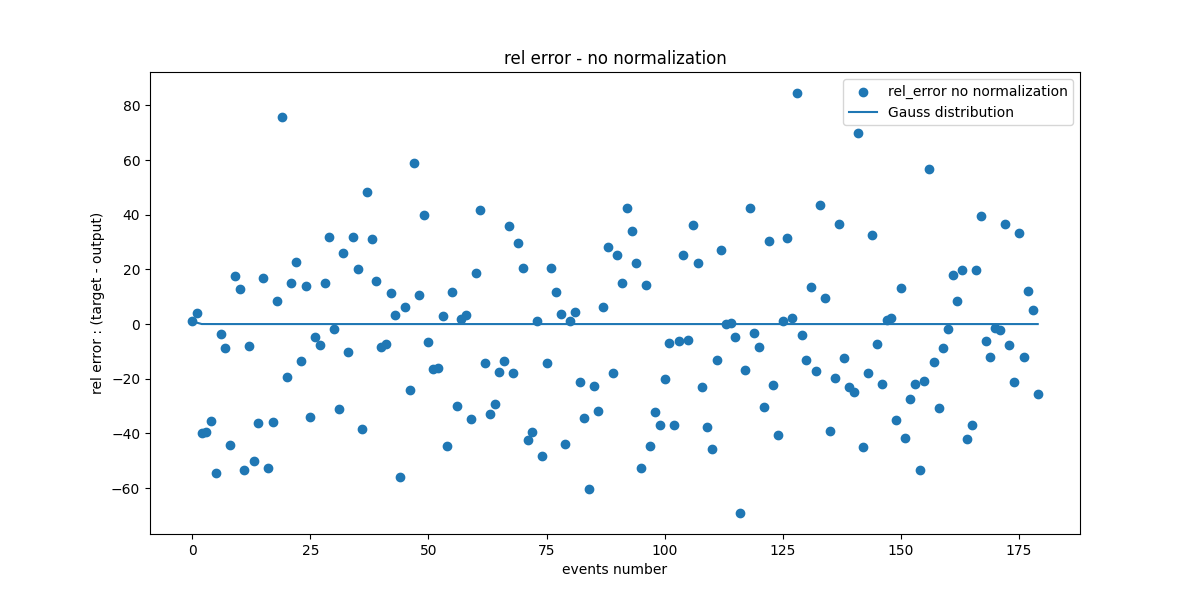 rel error - no normalization
rel_error no normalization
Gauss distribution
rel error : (target - output)
80
60
40
20
0
−20
−40
−60
0 25 50 75 100 125 150 175
events number